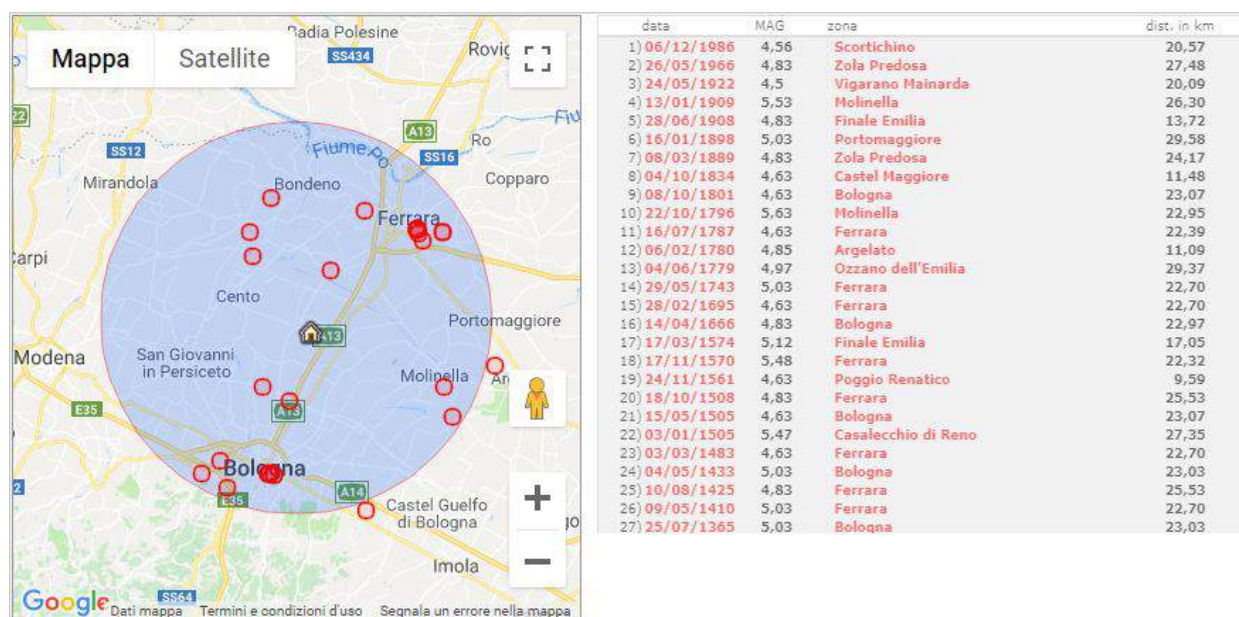 Mappa Satellite
Badia Polesine
SS434
A13
Ro
SS12
Fiume Po
SS16
Mirandola
Bondeno
Copparo
Ferrara
Cento
A13
Portomaggiore
Modena
San Giovanni
in Persiceto
Molinella
E35
A13
Bologna
A14
E35
Castel Guelfo
di Bologna
Imola
SS64
Google Dati mappa Termini e condizioni d'uso Segnala un errore nella mappa
data MAG zona dist. in km
1) 06/12/1986 4,56 Scortichino 20,57
2) 26/05/1966 4,83 Zola Predosa 27,48
3) 24/05/1922 4,5 Vigarano Mainarda 20,09
4) 13/01/1909 5,53 Molinella 26,30
5) 28/06/1908 4,83 Finale Emilia 13,72
6) 16/01/1898 5,03 Portomaggiore 29,58
7) 08/03/1889 4,83 Zola Predosa 24,17
8) 04/10/1834 4,63 Castel Maggiore 11,48
9) 08/10/1801 4,63 Bologna 23,07
10) 22/10/1796 5,63 Molinella 22,95
11) 16/07/1787 4,63 Ferrara 22,39
12) 06/02/1780 4,85 Argelato 11,09
13) 04/06/1779 4,97 Ozzano dell'Emilia 29,37
14) 29/05/1743 5,03 Ferrara 22,70
15) 28/02/1695 4,63 Ferrara 22,70
16) 14/04/1666 4,83 Bologna 22,97
17) 17/03/1574 5,12 Finale Emilia 17,05
18) 17/11/1570 5,48 Ferrara 22,32
19) 24/11/1561 4,63 Poggio Renatico 9,59
20) 18/10/1508 4,83 Ferrara 25,53
21) 15/05/1505 4,63 Bologna 23,07
22) 03/01/1505 5,47 Casalecchio di Reno 27,35
23) 03/03/1483 4,63 Ferrara 22,70
24) 04/05/1433 5,03 Bologna 23,03
25) 10/08/1425 4,83 Ferrara 25,53
26) 09/05/1410 5,03 Ferrara 22,70
27) 25/07/1365 5,03 Bologna 23,03